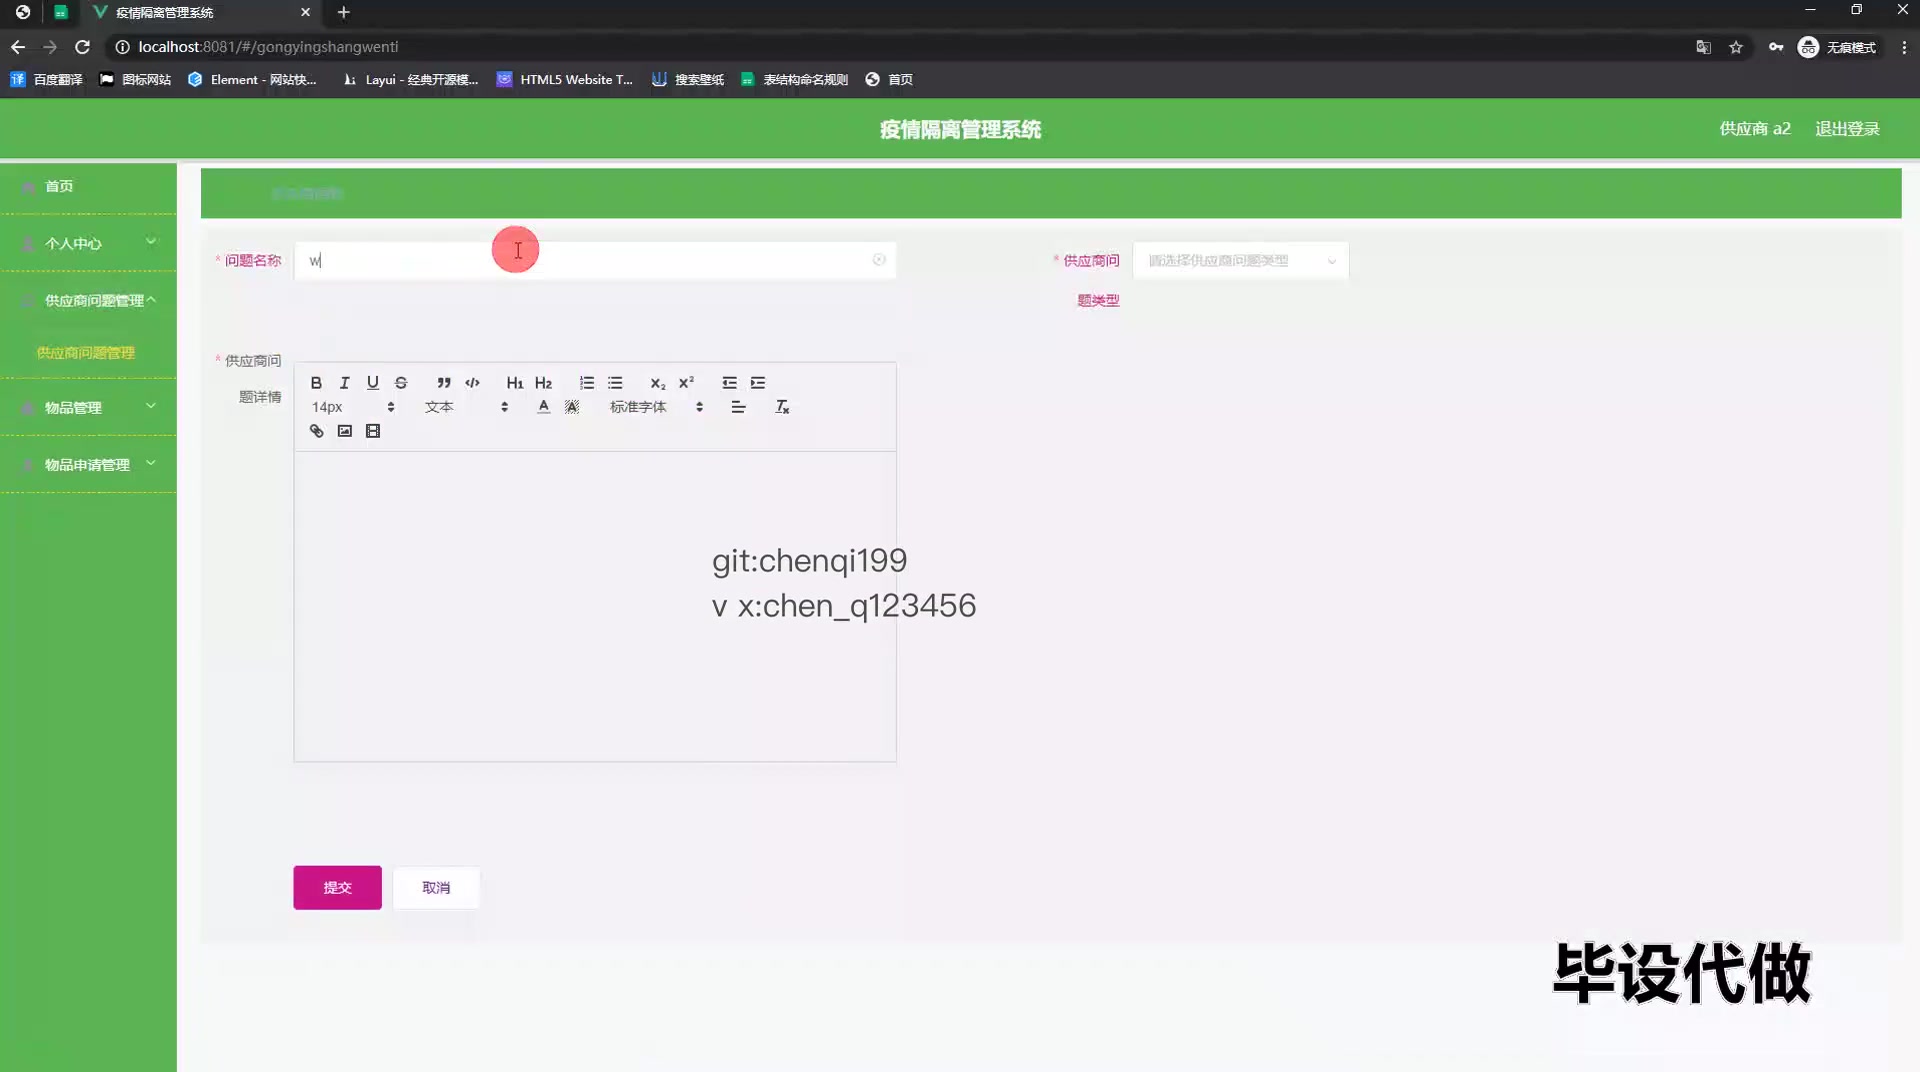 疫情隔离管理系统
localhost:8081/#/gongyingshangwenti
无痕模式
百度翻译
图标网站
Element - 网站快...
Layui - 经典开源模...
HTML5 Website T...
搜索壁纸
表结构命名规则
首页
疫情隔离管理系统
供应商 a2
退出登录
首页
个人中心
供应商问题管理
供应商问题管理
物品管理
物品申请管理
* 问题名称
w
* 供应商问
题类型
请选择供应商问题类型
* 供应商问
题详情
B I U S H1 H2 X2 X2
14px 文本 A A 标准字体 Tx
git:chenqi199
v x:chen_q123456
提交
取消
毕设代做